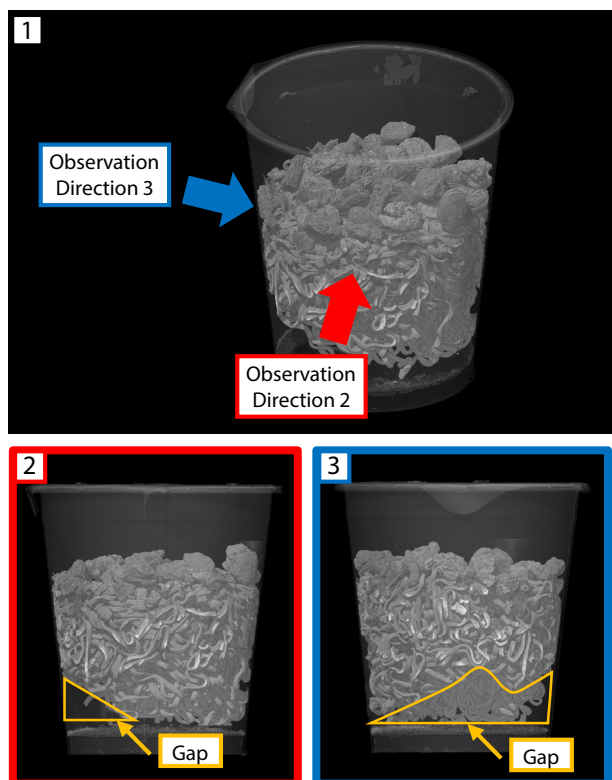 1
Observation
Direction 3
Observation
Direction 2
2
Gap
3
Gap